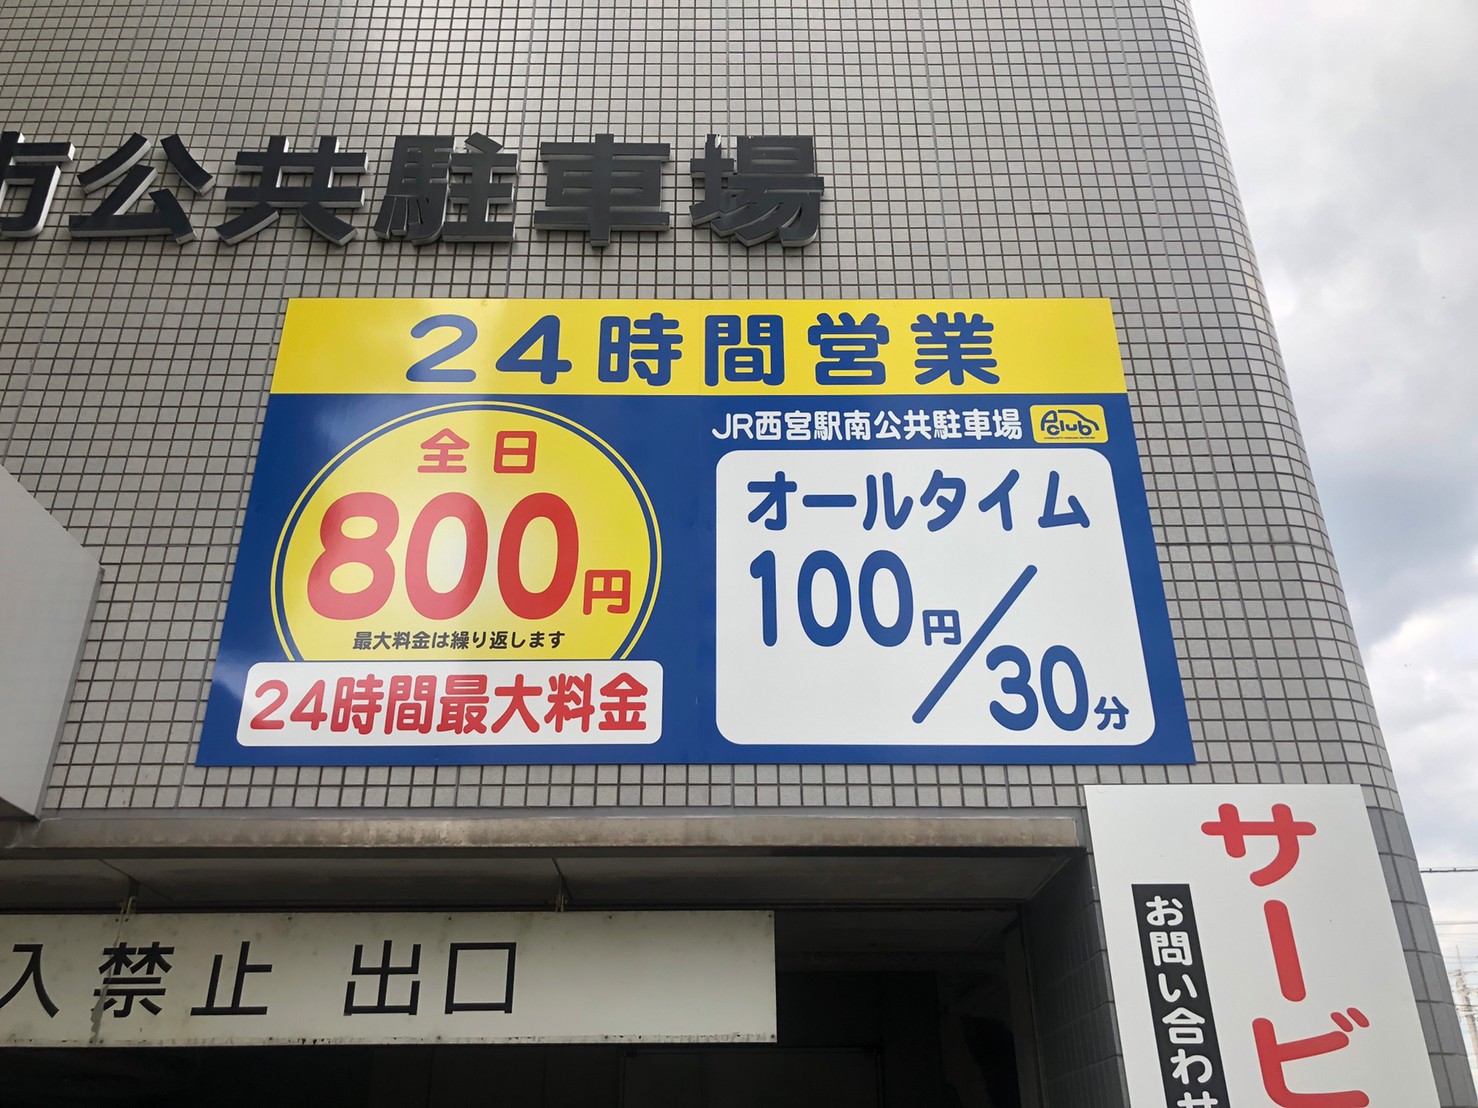 市公共駐車場
24時間営業
全日
800円
最大料金は繰り返します
24時間最大料金
JR西宮駅南公共駐車場
Aclub
オールタイム
100円/30分
入禁止 出口
サービ
お問い合わせ